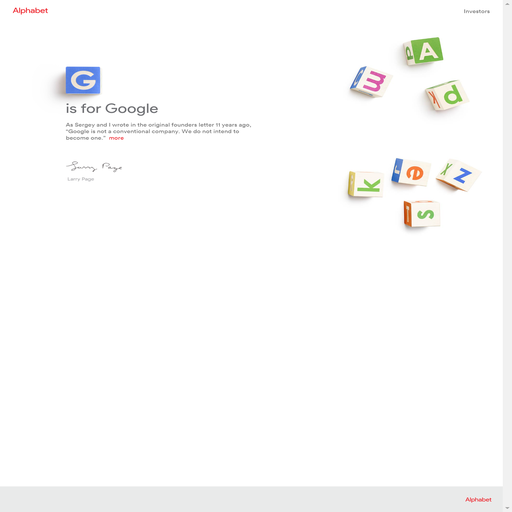 Alphabet
Investors
G
is for Google
As Sergey and I wrote in the original founders letter 11 years ago,
"Google is not a conventional company. We do not intend to
become one." more
Larry Page
Larry Page
A
m
d
k
e
z
s
Alphabet